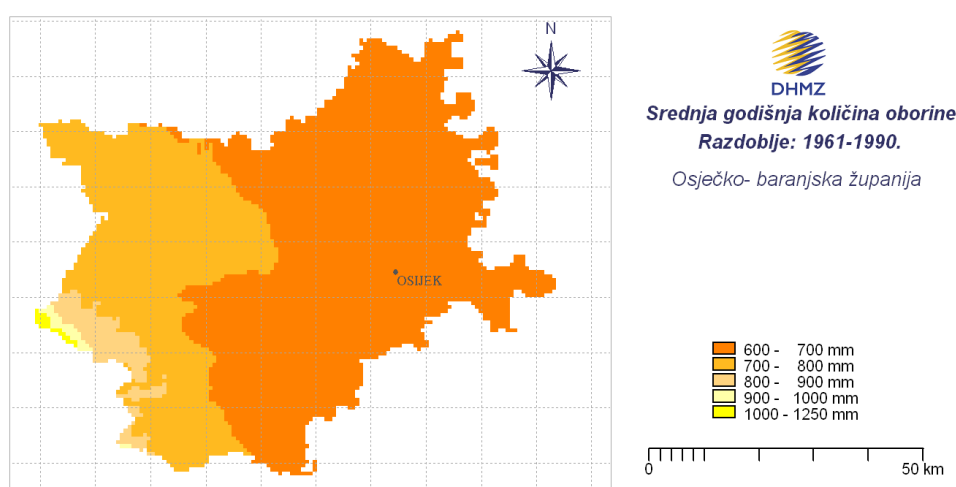 N
OSIJEK
DHMZ
Srednja godišnja količina oborine
Razdoblje: 1961-1990.
Osječko- baranjska županija
600 - 700 mm
700 - 800 mm
800 - 900 mm
900 - 1000 mm
1000 - 1250 mm
0 50 km